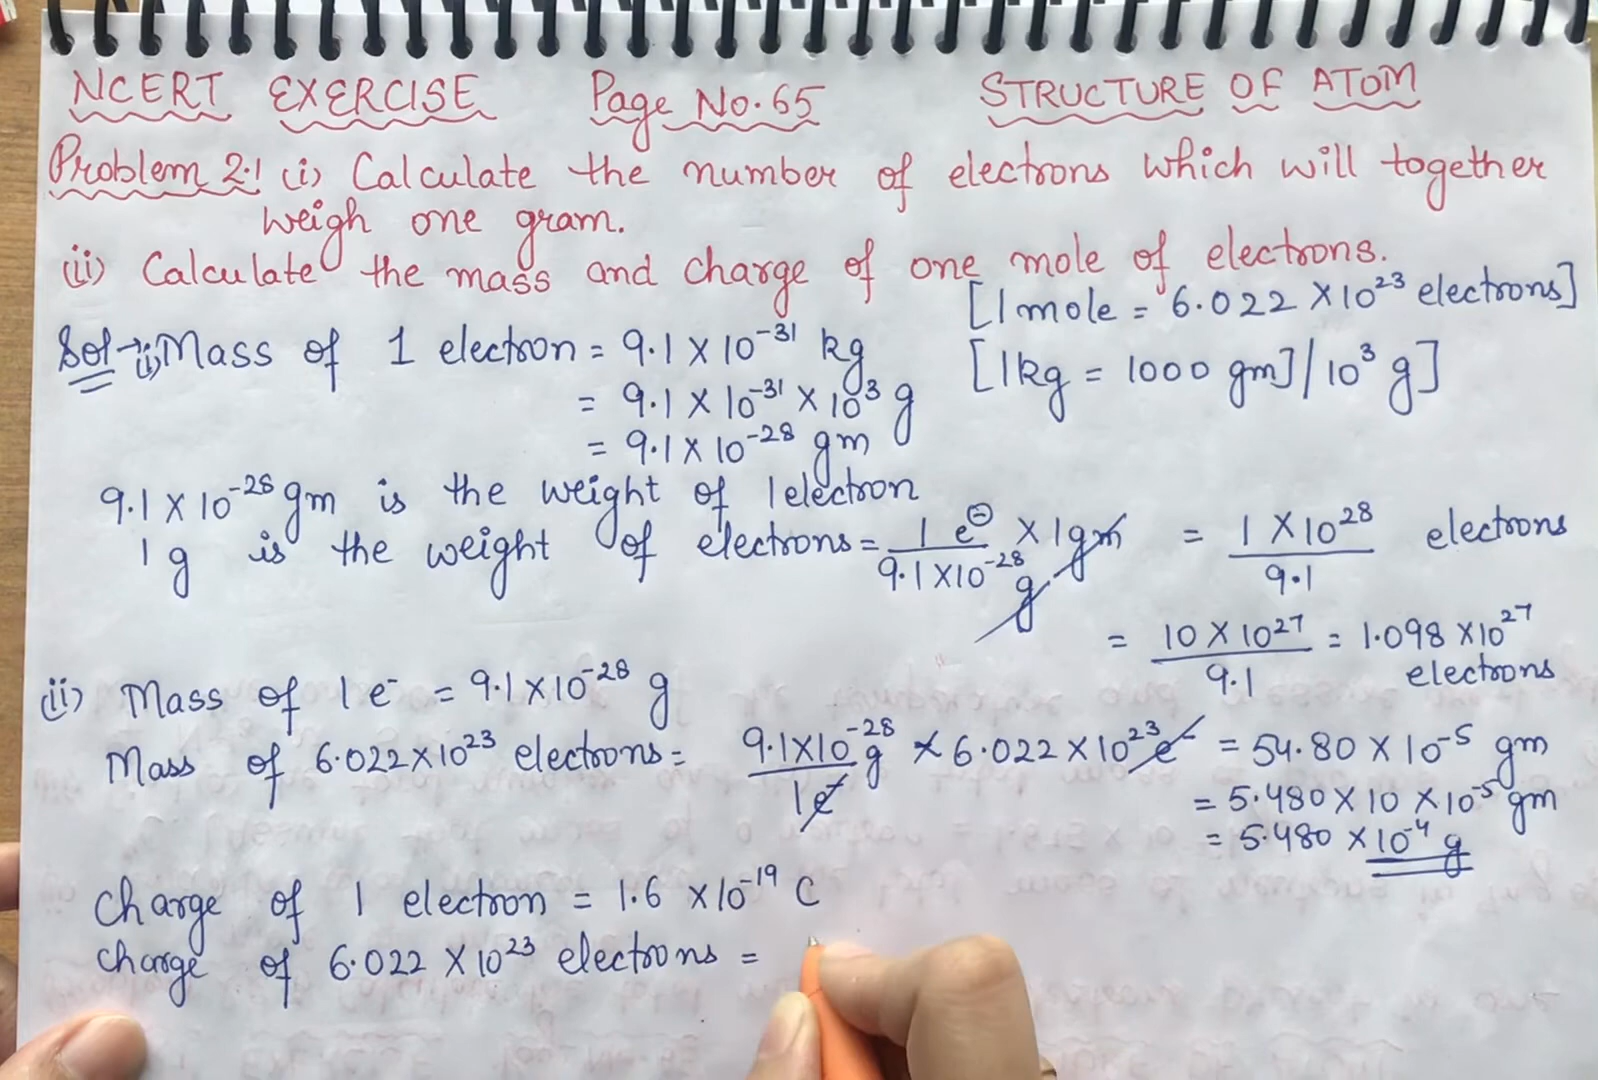 NCERT EXERCISE Page No.65 STRUCTURE OF ATOM
Problem 2.1 (i) Calculate the number of electrons which will together
weigh one gram.
(ii) Calculate the mass and charge of one mole of electrons.
[1 mole = 6.022 × 10²³ electrons]
Sol→(i) Mass of 1 electron = 9.1 × 10⁻³¹ kg
[1kg = 1000 gm]/10³ g]
= 9.1 × 10⁻³¹ × 10³ g
= 9.1 × 10⁻²⁸ gm
9.1 × 10⁻²⁸ gm is the weight of 1electron
1g is the weight of electrons = 1 e⊖ / 9.1×10⁻²⁸ g × 1gm = 1 × 10²⁸ / 9.1 electrons
= 10 × 10²⁷ / 9.1 = 1.098 × 10²⁷
electrons
(ii) Mass of 1 e⁻ = 9.1×10⁻²⁸ g
Mass of 6.022×10²³ electrons = 9.1×10⁻²⁸ g / 1e⁻ × 6.022 × 10²³ e⁻ = 54.80 × 10⁻⁵ gm
= 5.480 × 10 × 10⁻⁵ gm
= 5.480 × 10⁻⁴ g
Charge of 1 electron = 1.6 × 10⁻¹⁹ C
Charge of 6.022 × 10²³ electrons =